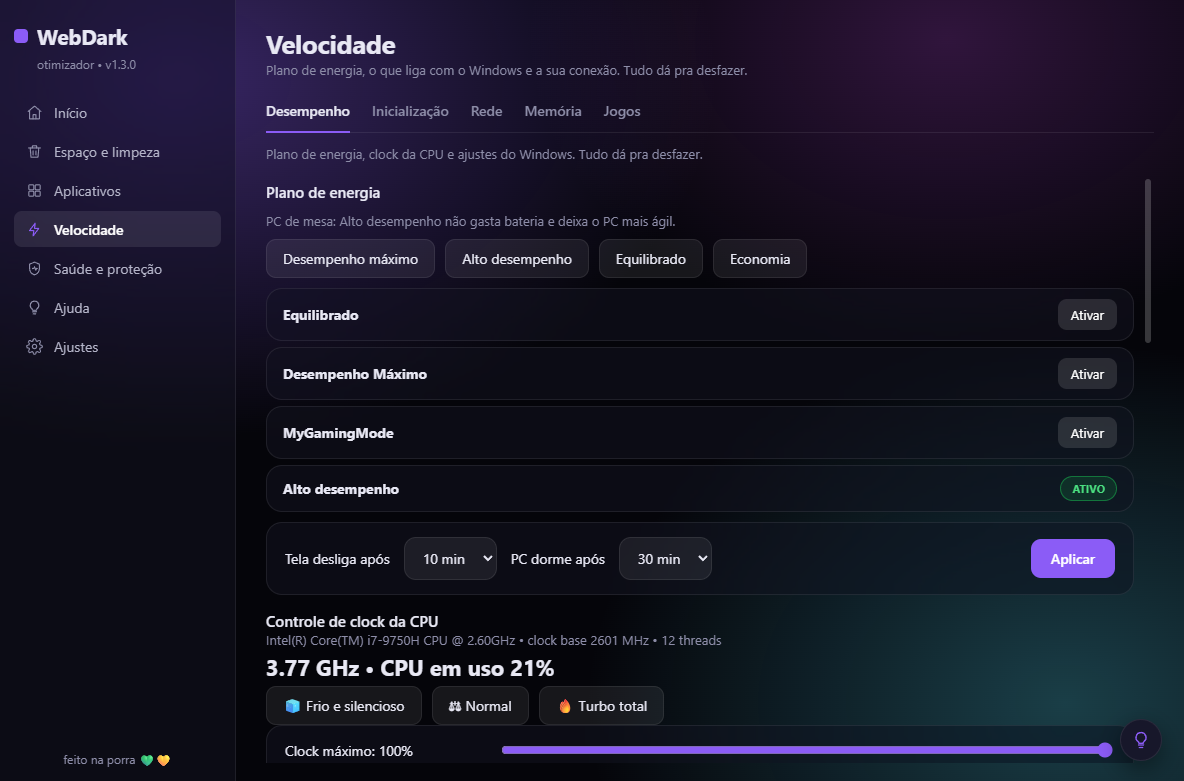 WebDark
otimizador • v1.3.0
Início
Espaço e limpeza
Aplicativos
Velocidade
Saúde e proteção
Ajuda
Ajustes
feito na porra 💚🧡
Velocidade
Plano de energia, o que liga com o Windows e a sua conexão. Tudo dá pra desfazer.
Desempenho Inicialização Rede Memória Jogos
Plano de energia, clock da CPU e ajustes do Windows. Tudo dá pra desfazer.
Plano de energia
PC de mesa: Alto desempenho não gasta bateria e deixa o PC mais ágil.
Desempenho máximo Alto desempenho Equilibrado Economia
Equilibrado Ativar
Desempenho Máximo Ativar
MyGamingMode Ativar
Alto desempenho ATIVO
Tela desliga após 10 min PC dorme após 30 min Aplicar
Controle de clock da CPU
Intel(R) Core(TM) i7-9750H CPU @ 2.60GHz • clock base 2601 MHz • 12 threads
3.77 GHz • CPU em uso 21%
🧊 Frio e silencioso ⚖ Normal 🔥 Turbo total
Clock máximo: 100%